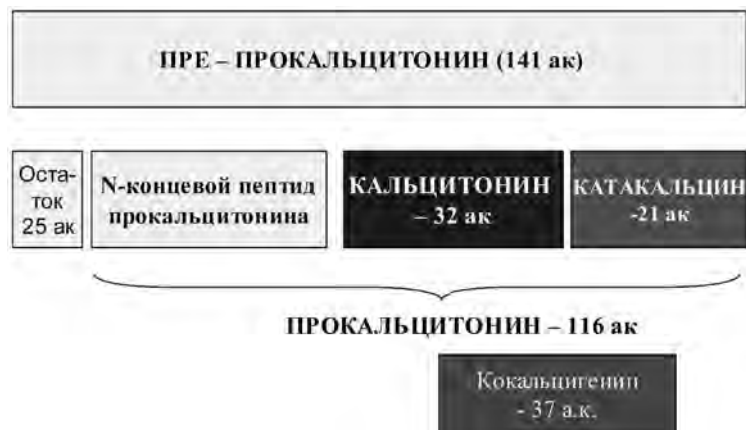 ПРЕ – ПРОКАЛЬЦИТОНИН (141 ак)
Оста-
ток
25 ак
N-концевой пептид
прокальцитонина
КАЛЬЦИТОНИН
– 32 ак
КАТАКАЛЬЦИН
-21 ак
ПРОКАЛЬЦИТОНИН – 116 ак
Кокальцигенин
- 37 а.к.